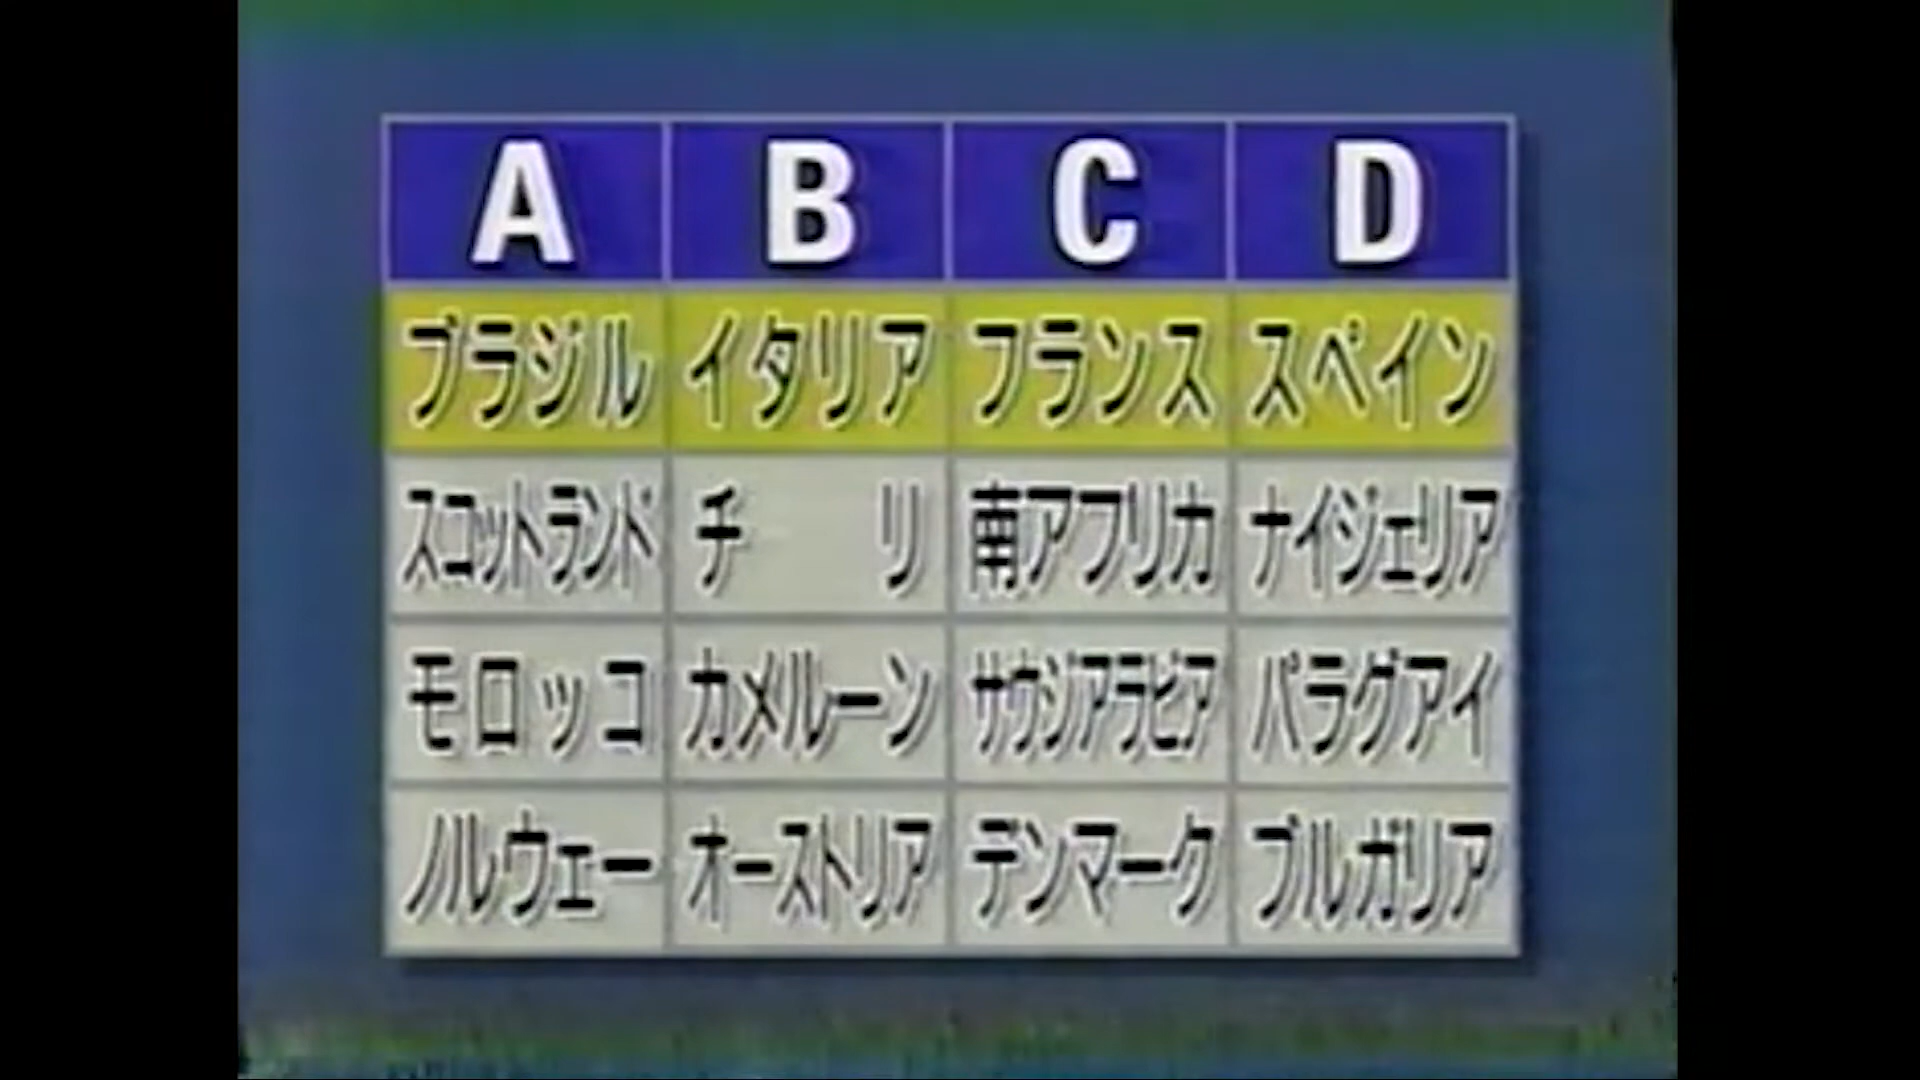 A B C D
ブラジル イタリア フランス スペイン
スコットランド チリ 南アフリカ ナイジェリア
モロッコ カメルーン サウジアラビア パラグアイ
ノルウェー オーストリア デンマーク ブルガリア